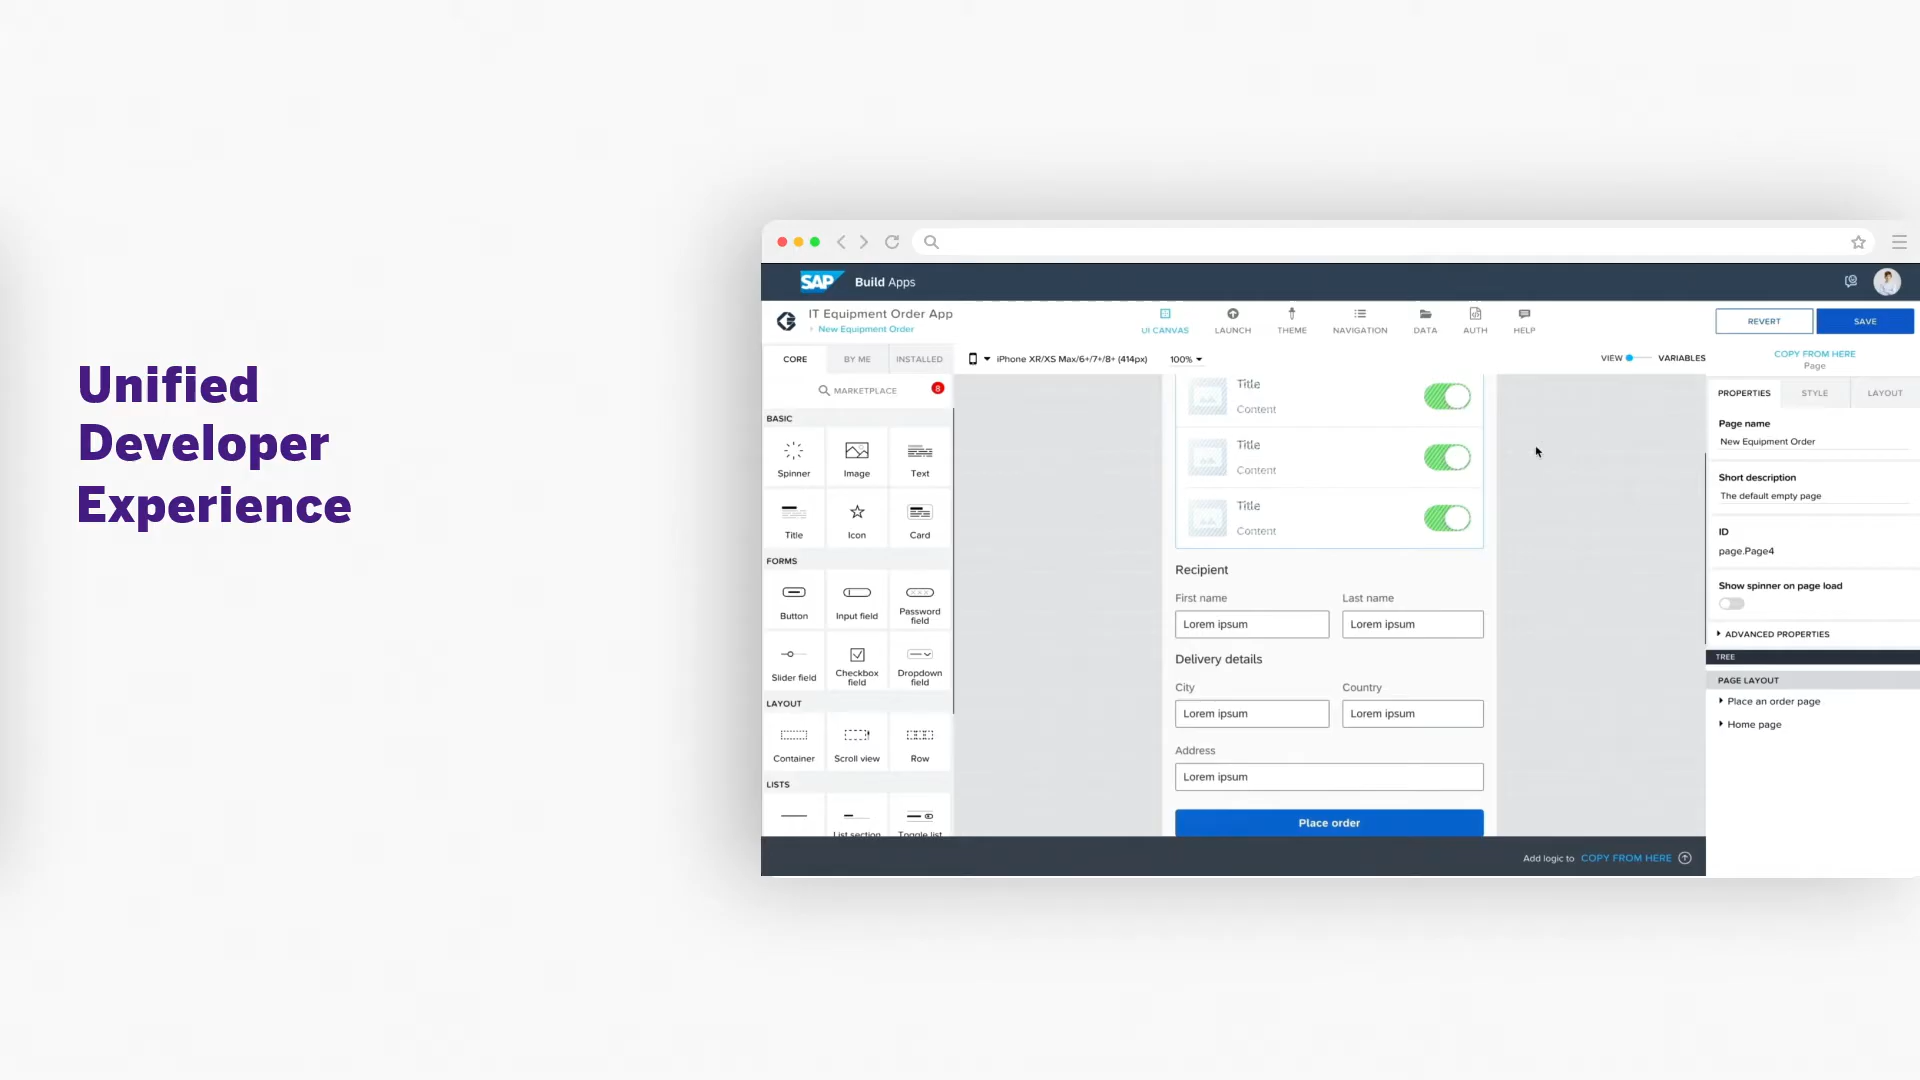 Unified
Developer
Experience
SAP Build Apps
IT Equipment Order App
New Equipment Order
UI CANVAS LAUNCH THEME NAVIGATION DATA AUTH HELP
REVERT SAVE
CORE BY ME INSTALLED
iPhone XR/XS Max/6+/7+/8+ (414px) 100%
VIEW VARIABLES
COPY FROM HERE
Page
MARKETPLACE 8
BASIC
Spinner Image Text
Title Icon Card
FORMS
Button Input field Password field
Slider field Checkbox field Dropdown field
LAYOUT
Container Scroll view Row
LISTS
List section Toggle list
Title
Content
Title
Content
Title
Content
Recipient
First name Last name
Lorem ipsum Lorem ipsum
Delivery details
City Country
Lorem ipsum Lorem ipsum
Address
Lorem ipsum
Place order
Add logic to COPY FROM HERE
PROPERTIES STYLE LAYOUT
Page name
New Equipment Order
Short description
The default empty page
ID
page.Page4
Show spinner on page load
ADVANCED PROPERTIES
TREE
PAGE LAYOUT
Place an order page
Home page